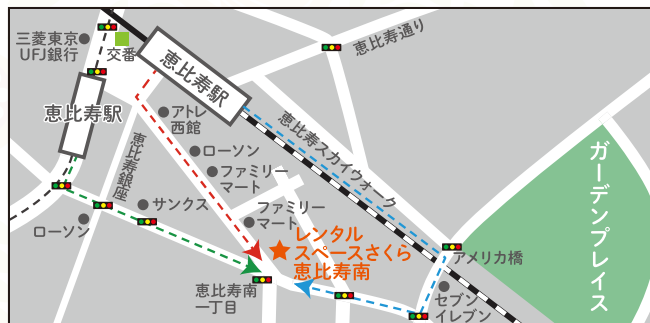 三菱東京
UFJ銀行
交番
恵比寿駅
恵比寿通り
恵比寿駅
アトレ
西館
恵比寿スカイウォーク
恵比寿銀座
ローソン
ファミリー
マート
ガーデンプレイス
サンクス
ファミリー
マート
ローソン
レンタル
スペースさくら
恵比寿南
アメリカ橋
恵比寿南
一丁目
セブン
イレブン